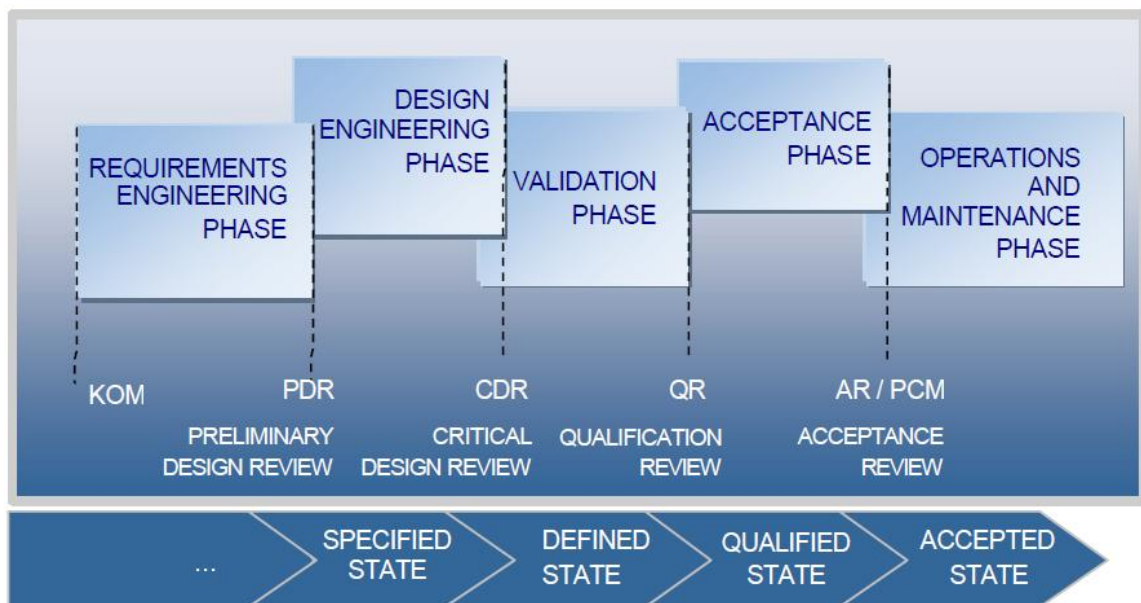 REQUIREMENTS
ENGINEERING
PHASE
DESIGN
ENGINEERING
PHASE
VALIDATION
PHASE
ACCEPTANCE
PHASE
OPERATIONS
AND
MAINTENANCE
PHASE
KOM
PDR
PRELIMINARY
DESIGN REVIEW
CDR
CRITICAL
DESIGN REVIEW
QR
QUALIFICATION
REVIEW
AR / PCM
ACCEPTANCE
REVIEW
...
SPECIFIED
STATE
DEFINED
STATE
QUALIFIED
STATE
ACCEPTED
STATE